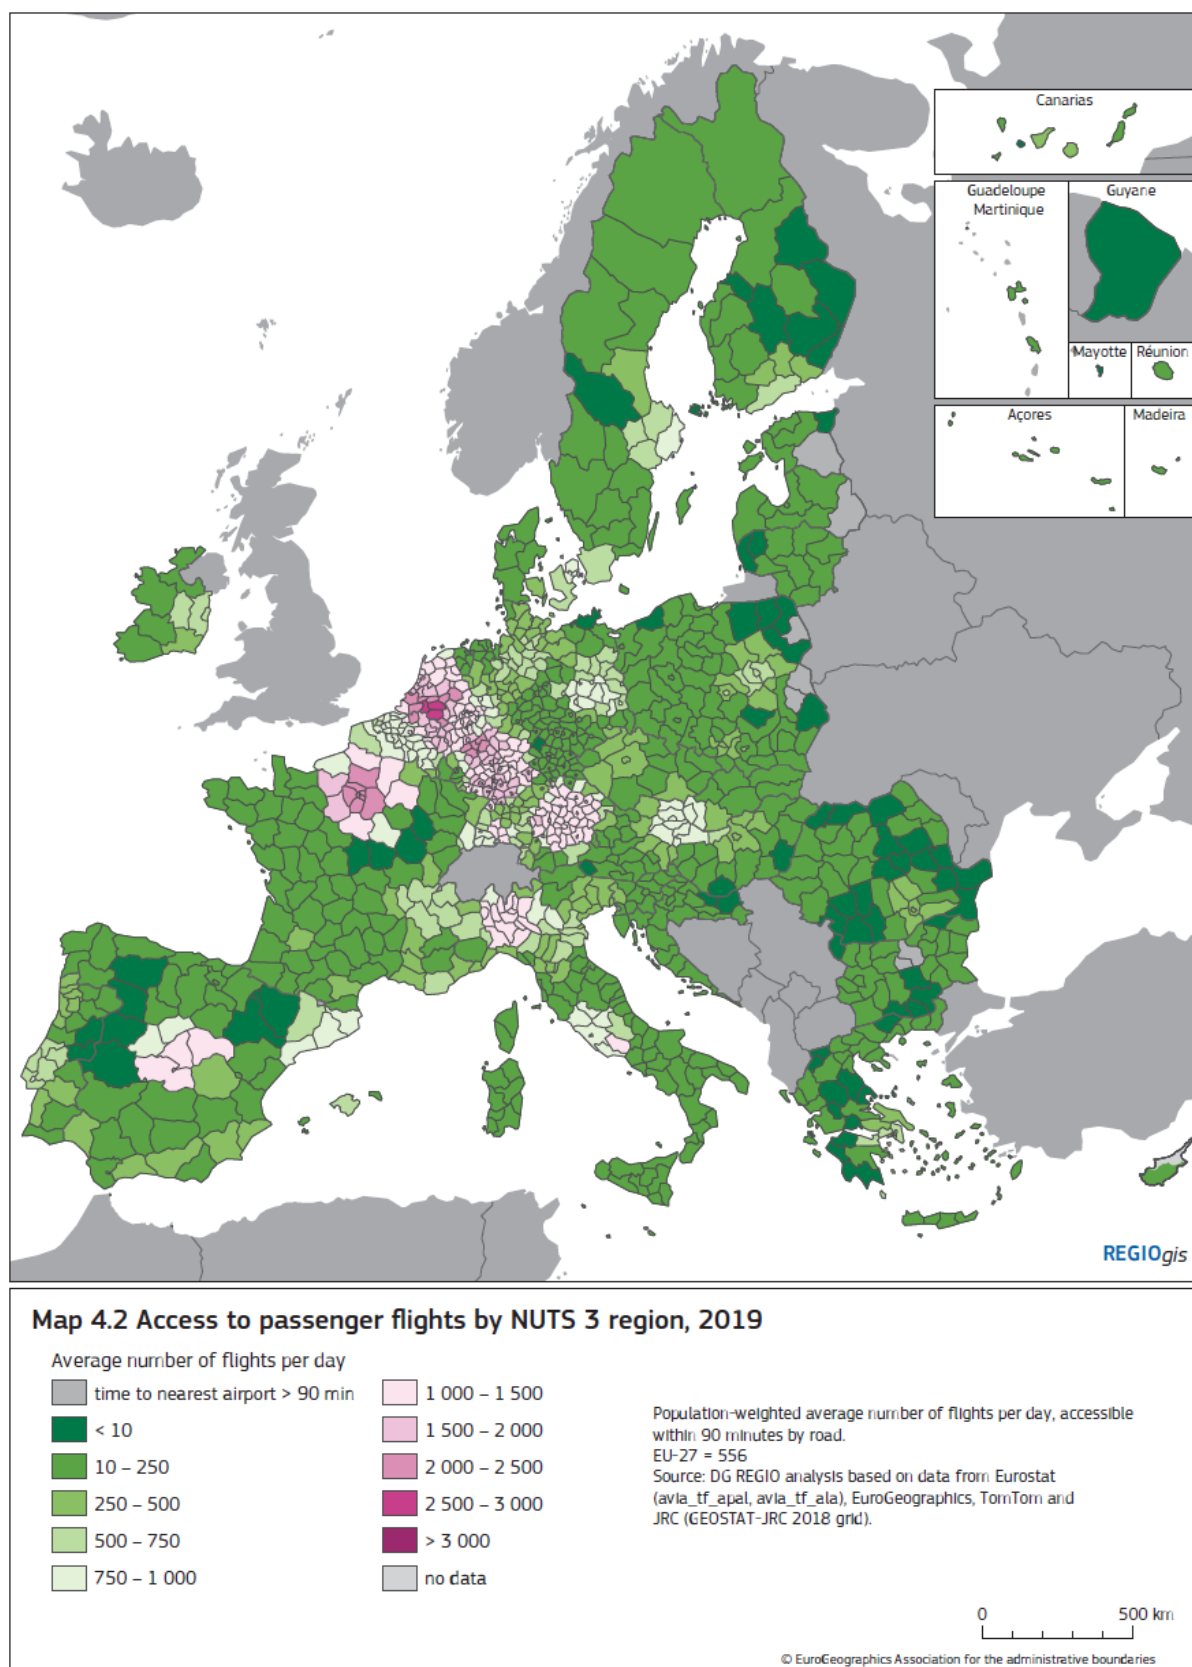 Canarias
Guadeloupe
Martinique
Guyane
Mayotte
Réunion
Açores
Madeira
REGIOgis
Map 4.2 Access to passenger flights by NUTS 3 region, 2019
Average number of flights per day
time to nearest airport > 90 min
< 10
10 – 250
250 – 500
500 – 750
750 – 1 000
1 000 – 1 500
1 500 – 2 000
2 000 – 2 500
2 500 – 3 000
> 3 000
no data
Population-weighted average number of flights per day, accessible
within 90 minutes by road.
EU-27 = 556
Source: DG REGIO analysis based on data from Eurostat
(avia_tf_apal, avia_tf_ala), EuroGeographics, TomTom and
JRC (GEOSTAT-JRC 2018 grid).
0 500 km
© EuroGeographics Association for the administrative boundaries